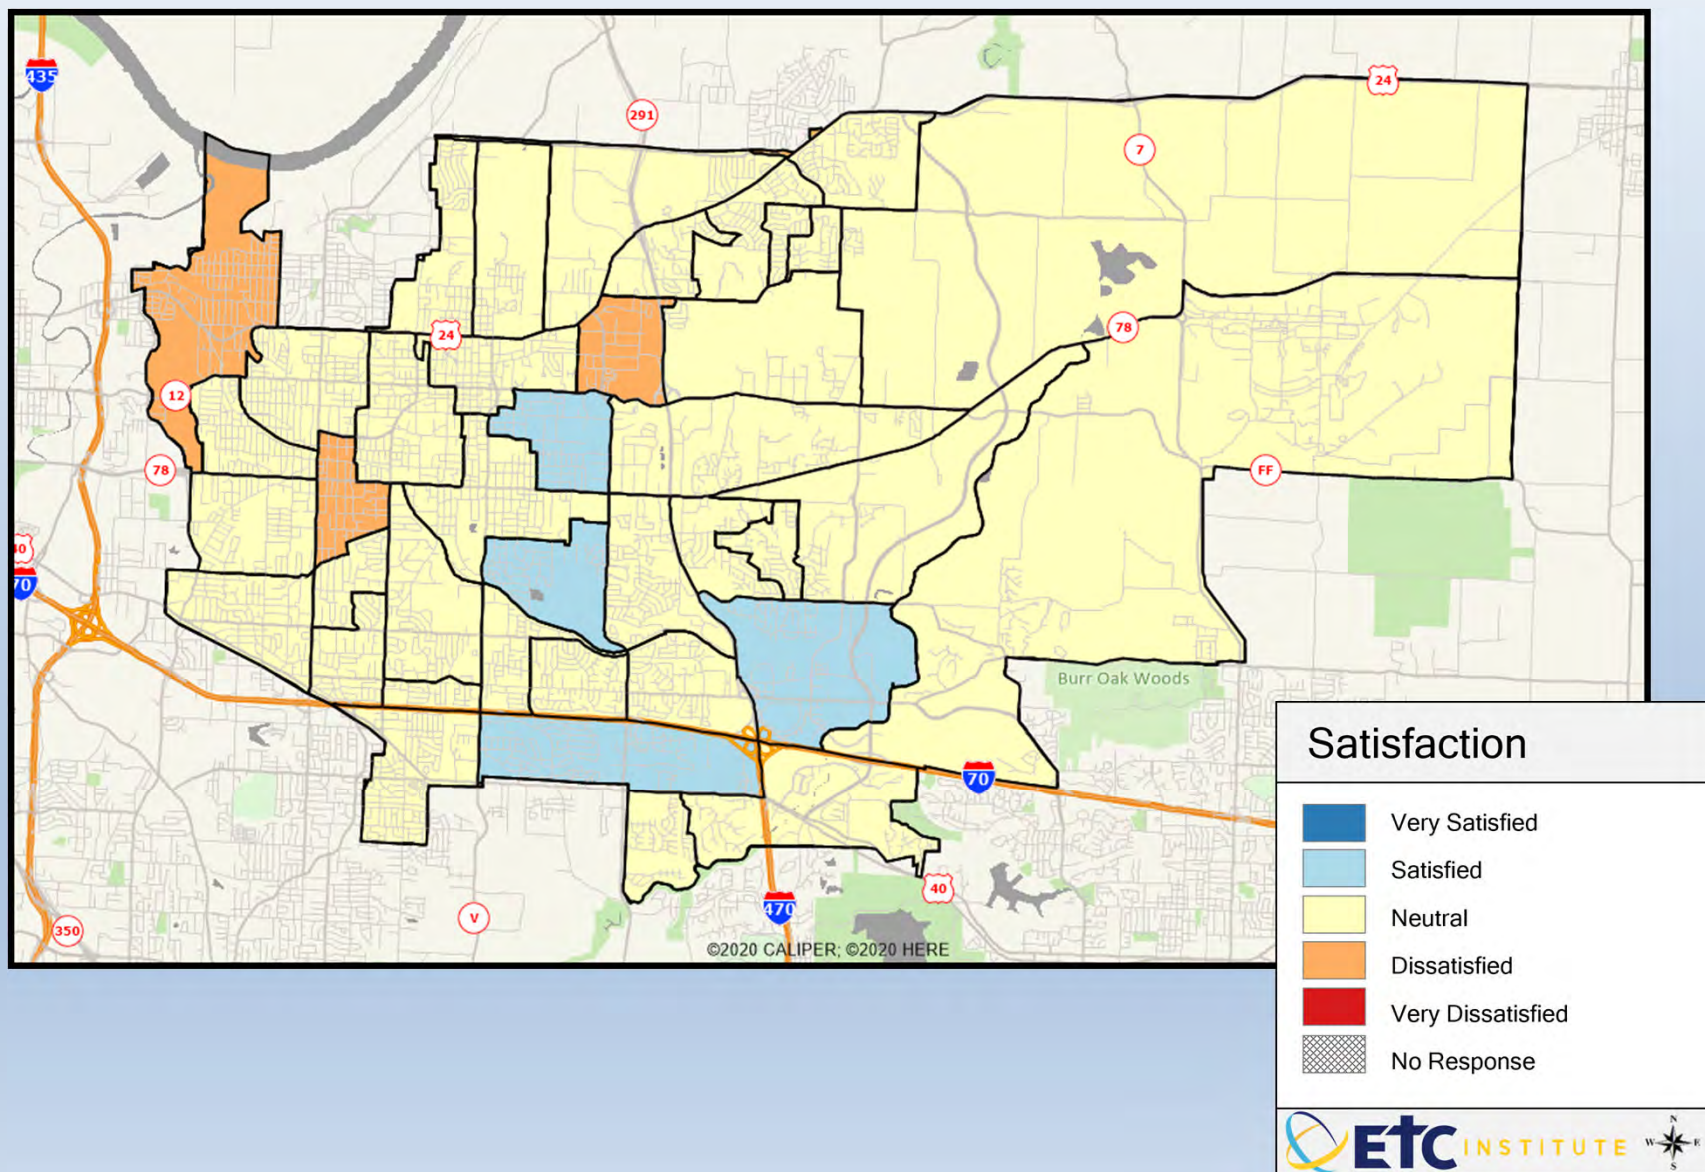 24
435
291
7
24
78
12
78
FF
40
70
Burr Oak Woods
70
40
470
V
350
©2020 CALIPER; ©2020 HERE
Satisfaction
Very Satisfied
Satisfied
Neutral
Dissatisfied
Very Dissatisfied
No Response
ETC INSTITUTE
N
W E
S